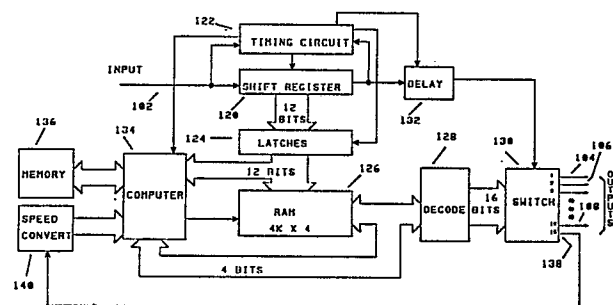 122
TIMING CIRCUIT
INPUT
102
SHIFT REGISTER
120
12
BITS
DELAY
132
136
134
124
LATCHES
128
130
104
106
MEMORY
COMPUTER
12 BITS
126
RAM
4K X 4
DECODE
16
BITS
SWITCH
OUTPUTS
108
SPEED
CONVERT
4 BITS
138
140